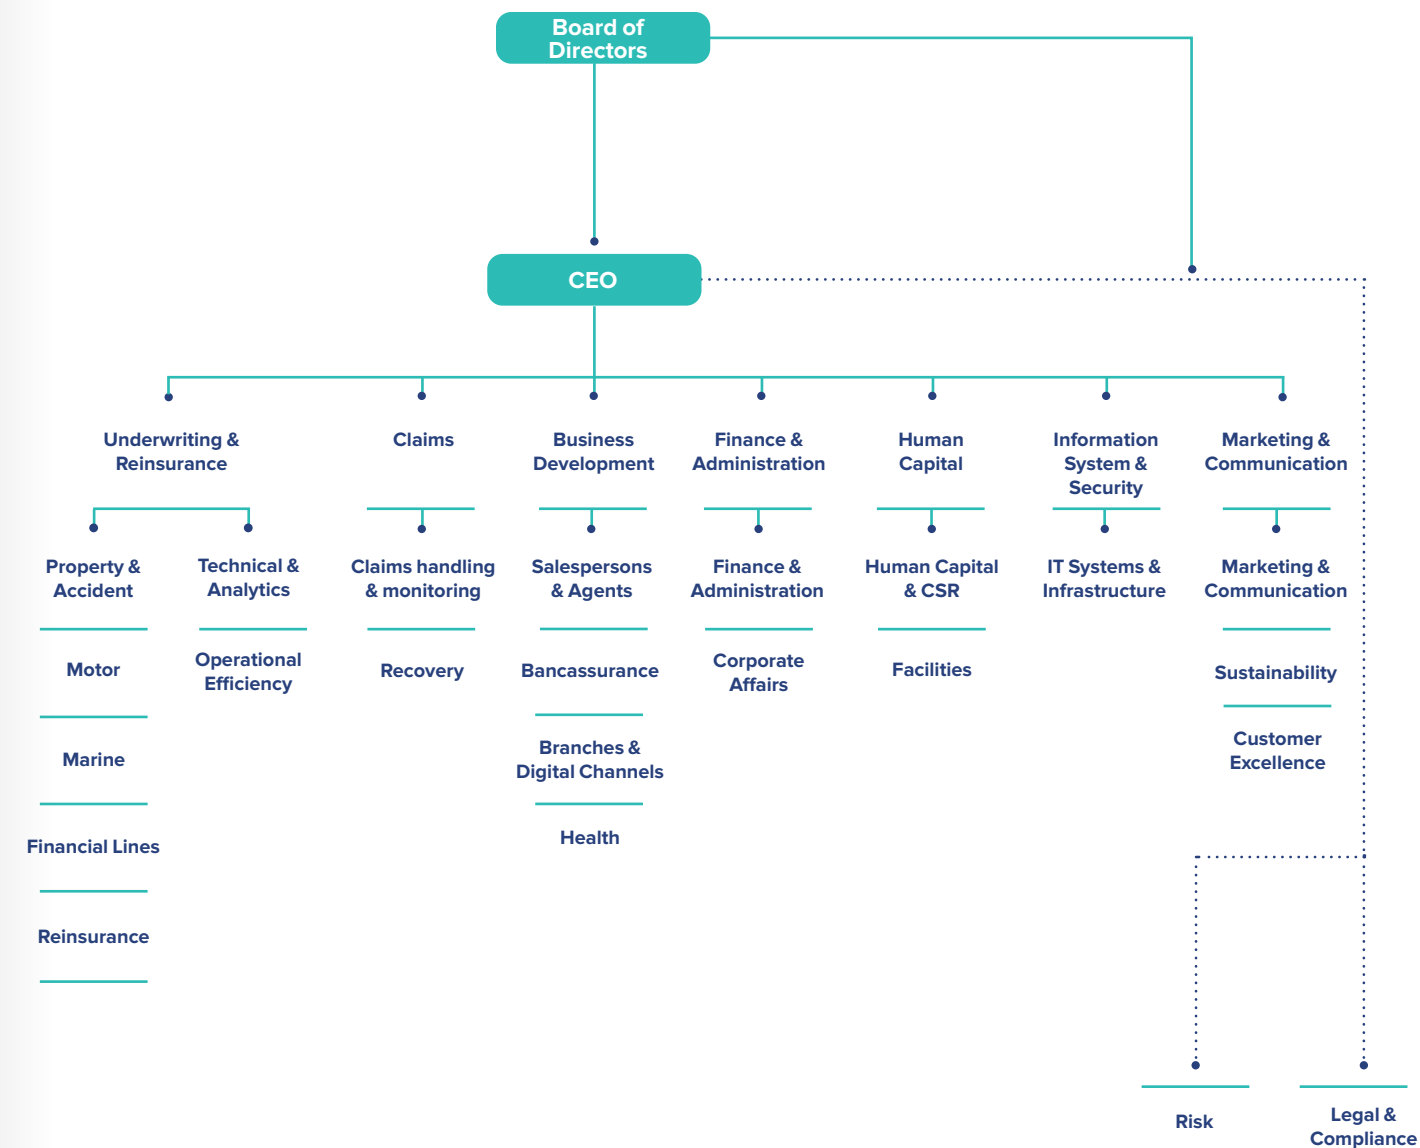 Board of
Directors
CEO
Underwriting &
Reinsurance
Claims
Business
Development
Finance &
Administration
Human
Capital
Information
System &
Security
Marketing &
Communication
Property &
Accident
Technical &
Analytics
Claims handling
& monitoring
Salespersons
& Agents
Finance &
Administration
Human Capital
& CSR
IT Systems &
Infrastructure
Marketing &
Communication
Motor
Operational
Efficiency
Recovery
Bancassurance
Corporate
Affairs
Facilities
Sustainability
Marine
Branches &
Digital Channels
Customer
Excellence
Financial Lines
Health
Reinsurance
Risk
Legal &
Compliance